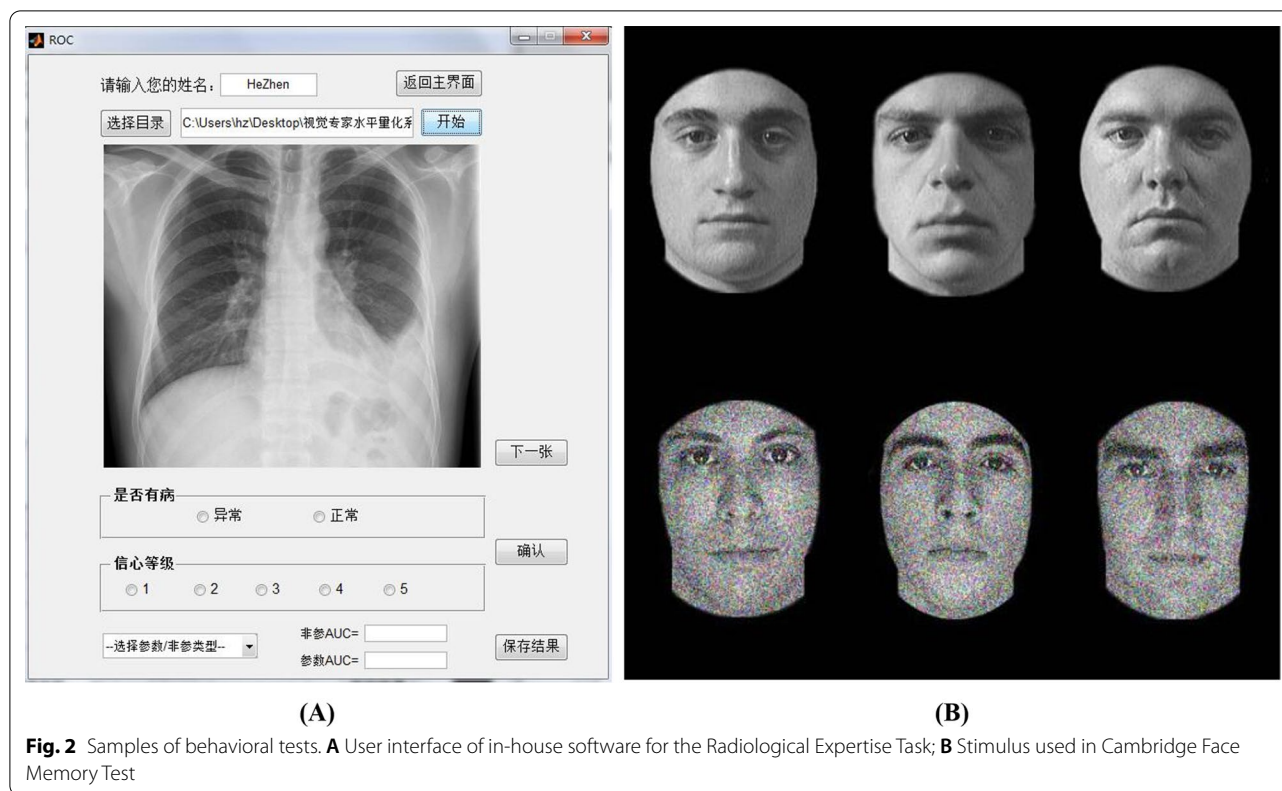 ROC
请输入您的姓名： HeZhen 返回主界面
选择目录 C:\Users\hz\Desktop\视觉专家水平量化系 开始
下一张
是否有病
异常 正常
确认
信心等级
1 2 3 4 5
--选择参数/非参类型-- 非参AUC=
参数AUC= 保存结果
(A) (B)
Fig. 2 Samples of behavioral tests. A User interface of in-house software for the Radiological Expertise Task; B Stimulus used in Cambridge Face
Memory Test